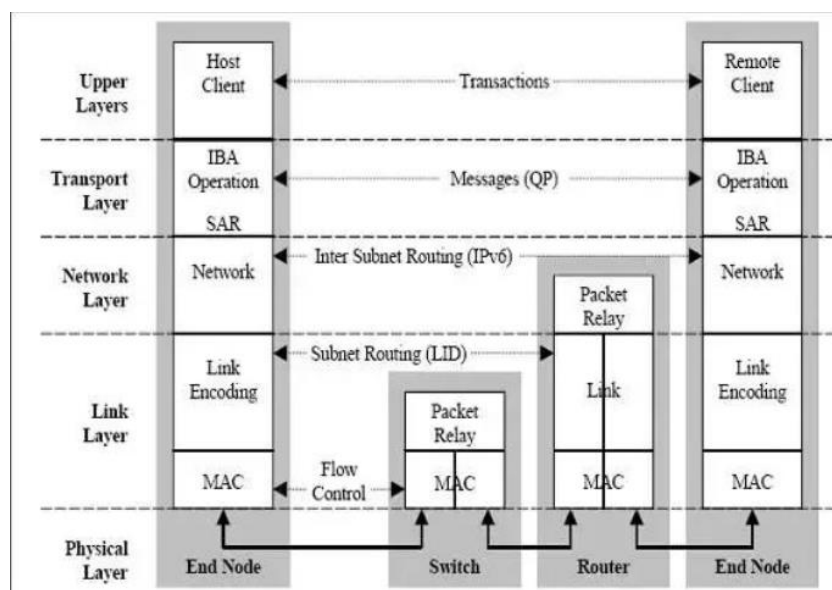 Upper
Layers
Host
Client
Transactions
Remote
Client
Transport
Layer
IBA
Operation
SAR
Messages (QP)
IBA
Operation
SAR
Network
Layer
Network
Inter Subnet Routing (IPv6)
Network
Packet
Relay
Link
Layer
Link
Encoding
Subnet Routing (LID)
Link
Link
Encoding
Packet
Relay
MAC
Flow
Control
MAC
MAC
MAC
Physical
Layer
End Node
Switch
Router
End Node